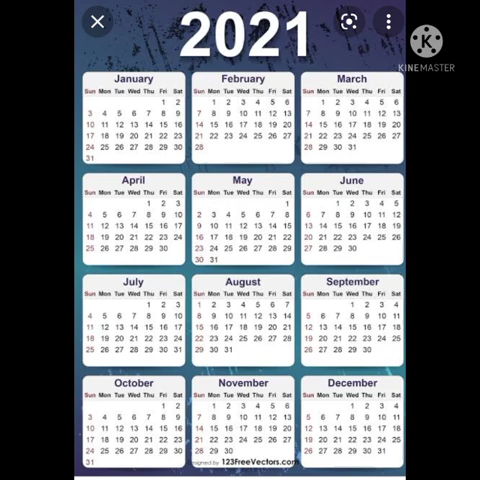 2021
KINEMASTER
January February March
Sun Mon Tue Wed Thu Fri Sat Sun Mon Tue Wed Thu Fri Sat Sun Mon Tue Wed Thu Fri Sat
1 2 1 2 3 4 5 6 1 2 3 4 5 6
3 4 5 6 7 8 9 7 8 9 10 11 12 13 7 8 9 10 11 12 13
10 11 12 13 14 15 16 14 15 16 17 18 19 20 14 15 16 17 18 19 20
17 18 19 20 21 22 23 21 22 23 24 25 26 27 21 22 23 24 25 26 27
24 25 26 27 28 29 30 28 28 29 30 31
31
April May June
Sun Mon Tue Wed Thu Fri Sat Sun Mon Tue Wed Thu Fri Sat Sun Mon Tue Wed Thu Fri Sat
1 2 3 1 1 2 3 4 5
4 5 6 7 8 9 10 2 3 4 5 6 7 8 6 7 8 9 10 11 12
11 12 13 14 15 16 17 9 10 11 12 13 14 15 13 14 15 16 17 18 19
18 19 20 21 22 23 24 16 17 18 19 20 21 22 20 21 22 23 24 25 26
25 26 27 28 29 30 23 24 25 26 27 28 29 27 28 29 30
30 31
July August September
Sun Mon Tue Wed Thu Fri Sat Sun Mon Tue Wed Thu Fri Sat Sun Mon Tue Wed Thu Fri Sat
1 2 3 1 2 3 4 5 6 7 1 2 3 4
4 5 6 7 8 9 10 8 9 10 11 12 13 14 5 6 7 8 9 10 11
11 12 13 14 15 16 17 15 16 17 18 19 20 21 12 13 14 15 16 17 18
18 19 20 21 22 23 24 22 23 24 25 26 27 28 19 20 21 22 23 24 25
25 26 27 28 29 30 31 29 30 31 26 27 28 29 30
October November December
Sun Mon Tue Wed Thu Fri Sat Sun Mon Tue Wed Thu Fri Sat Sun Mon Tue Wed Thu Fri Sat
1 2 1 2 3 4 5 6 1 2 3 4
3 4 5 6 7 8 9 7 8 9 10 11 12 13 5 6 7 8 9 10 11
10 11 12 13 14 15 16 14 15 16 17 18 19 20 12 13 14 15 16 17 18
17 18 19 20 21 22 23 21 22 23 24 25 26 27 19 20 21 22 23 24 25
24 25 26 27 28 29 30 28 29 30 26 27 28 29 30 31
31 signed by 123FreeVectors.com